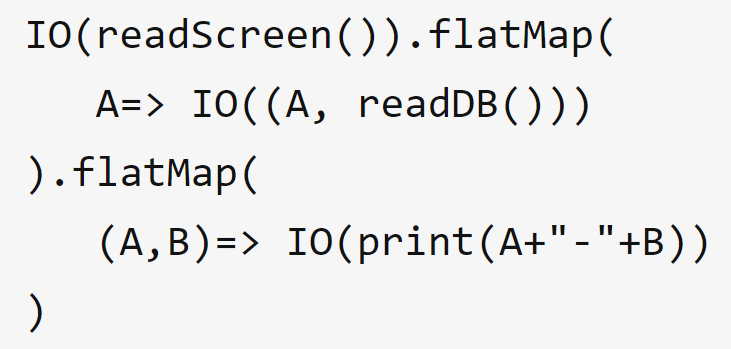 IO(readScreen()).flatMap(
A=> IO((A, readDB()))
).flatMap(
(A,B)=> IO(print(A+"-"+B))
)